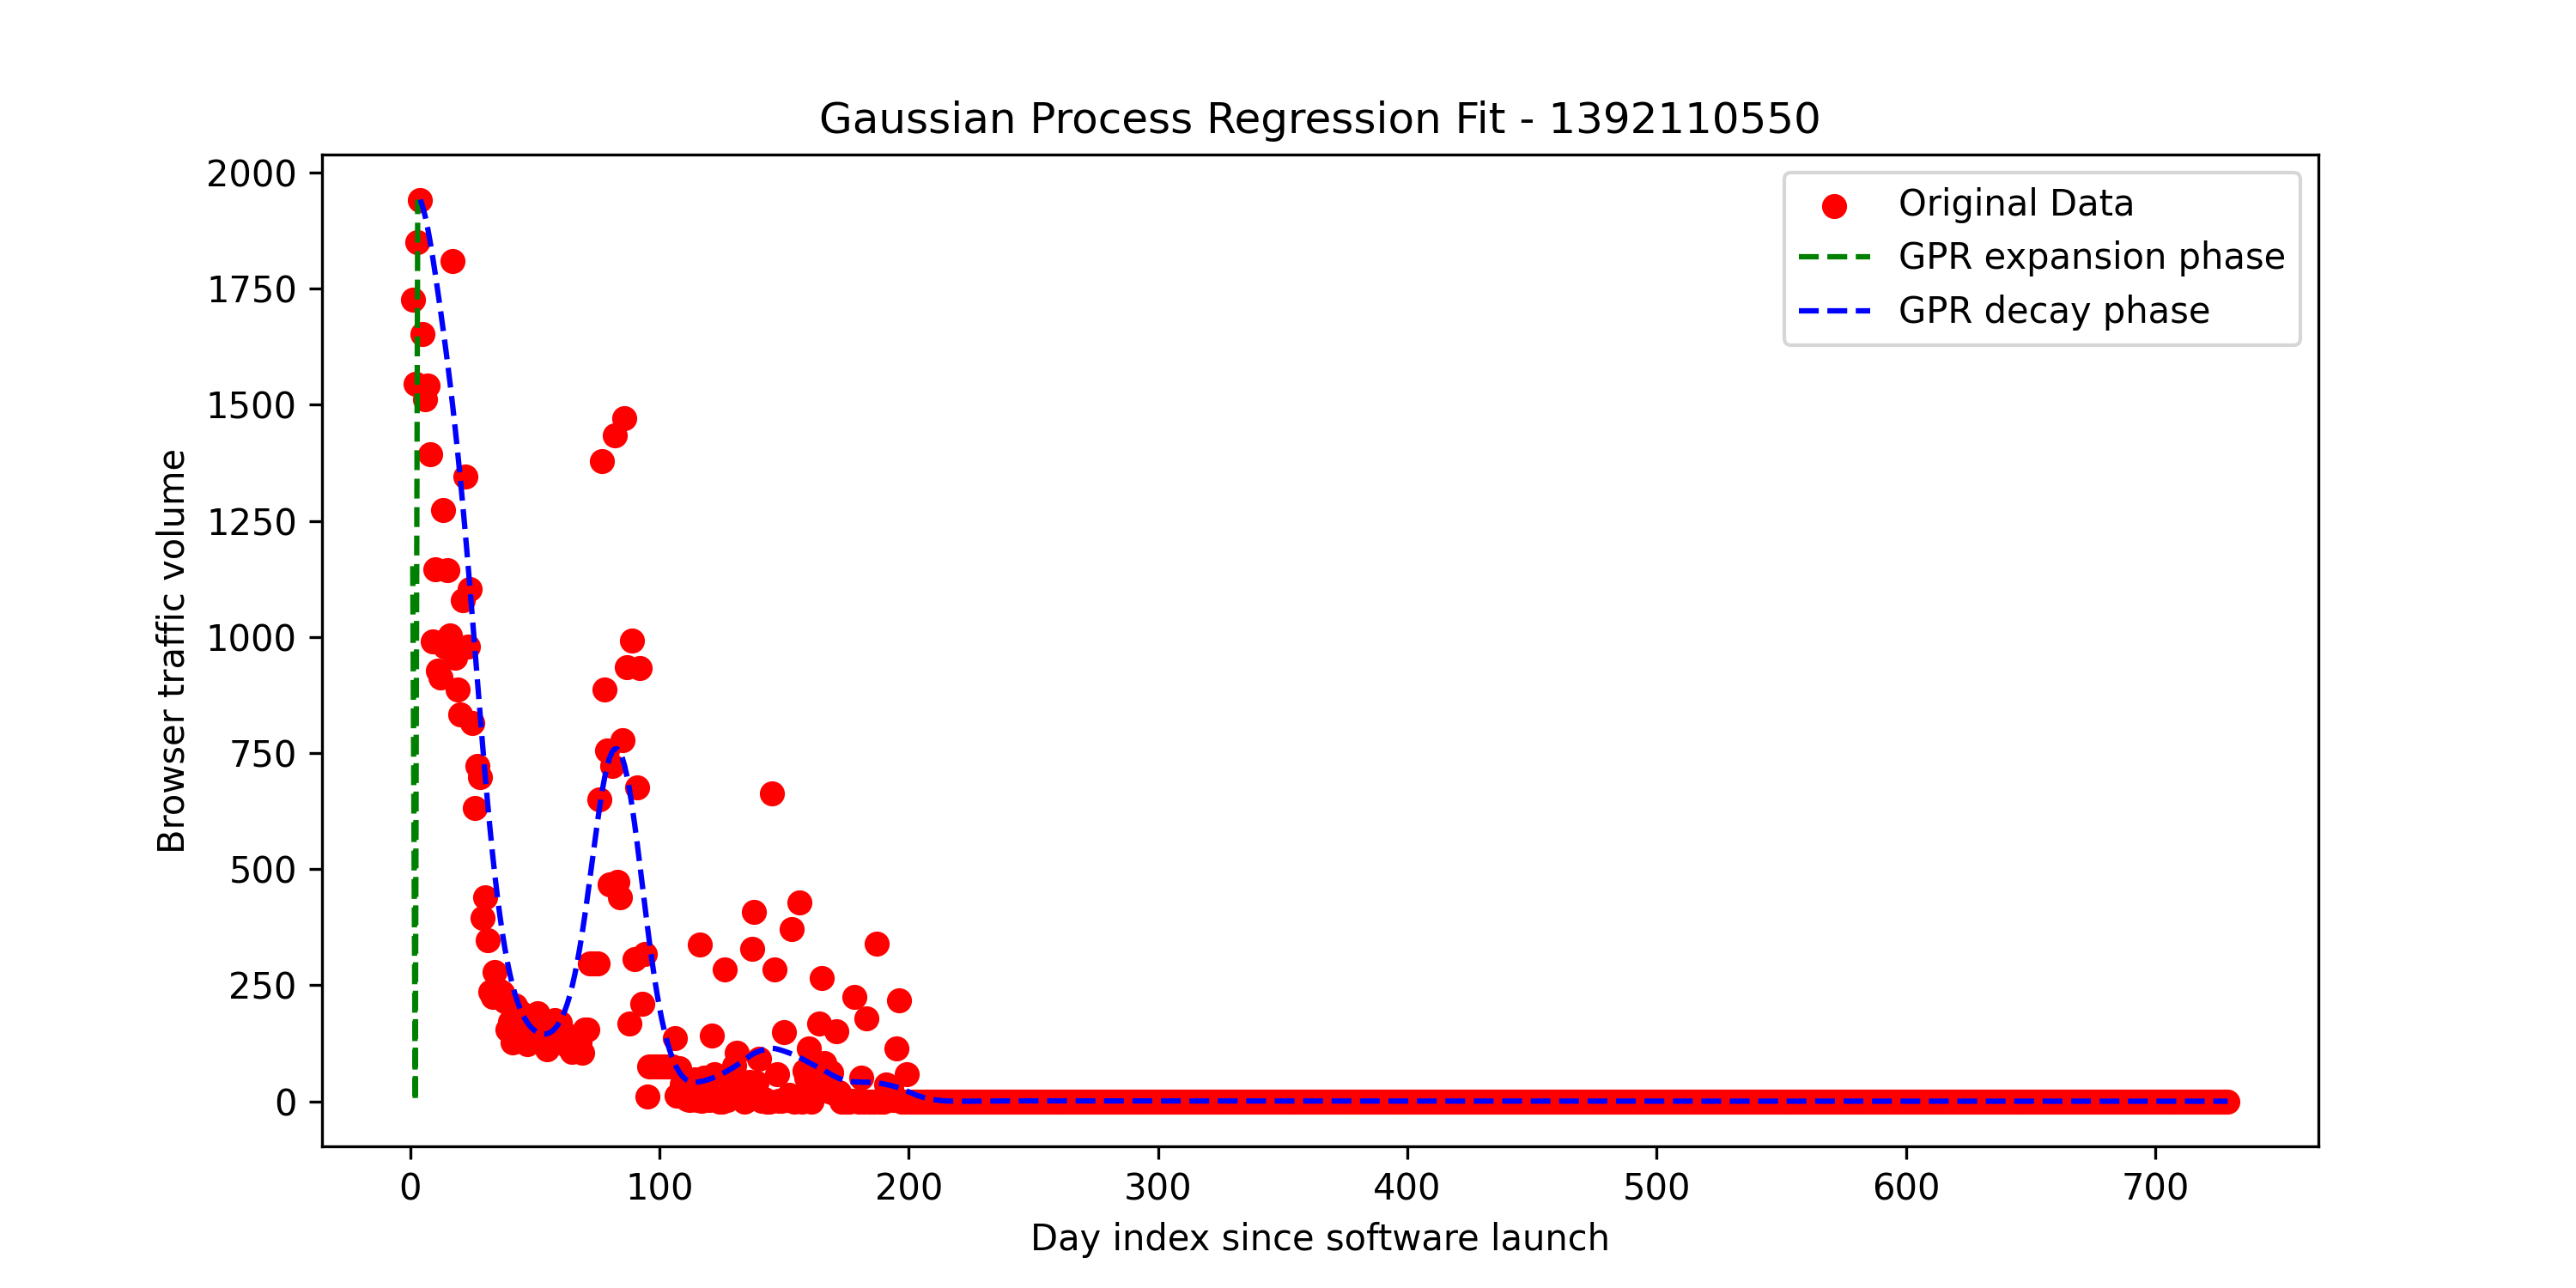 Gaussian Process Regression Fit - 1392110550
2000
1750
1500
1250
1000
750
500
250
0
Browser traffic volume
Original Data
GPR expansion phase
GPR decay phase
0 100 200 300 400 500 600 700
Day index since software launch